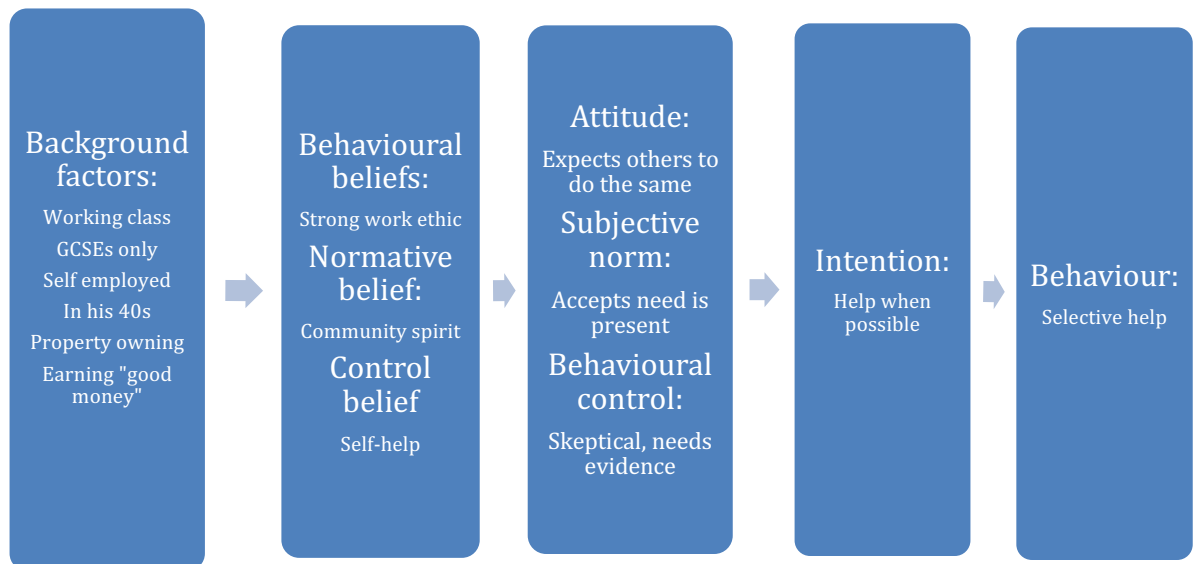 Background
factors:
Working class
GCSEs only
Self employed
In his 40s
Property owning
Earning "good
money"
Behavioural
beliefs:
Strong work ethic
Normative
belief:
Community spirit
Control
belief
Self-help
Attitude:
Expects others to
do the same
Subjective
norm:
Accepts need is
present
Behavioural
control:
Skeptical, needs
evidence
Intention:
Help when
possible
Behaviour:
Selective help